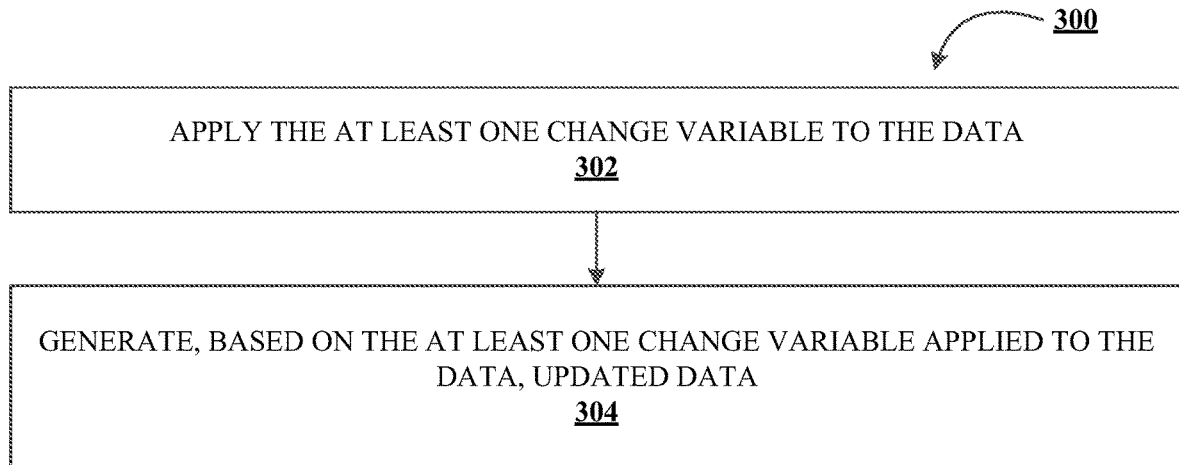 300
APPLY THE AT LEAST ONE CHANGE VARIABLE TO THE DATA
302
GENERATE, BASED ON THE AT LEAST ONE CHANGE VARIABLE APPLIED TO THE
DATA, UPDATED DATA
304